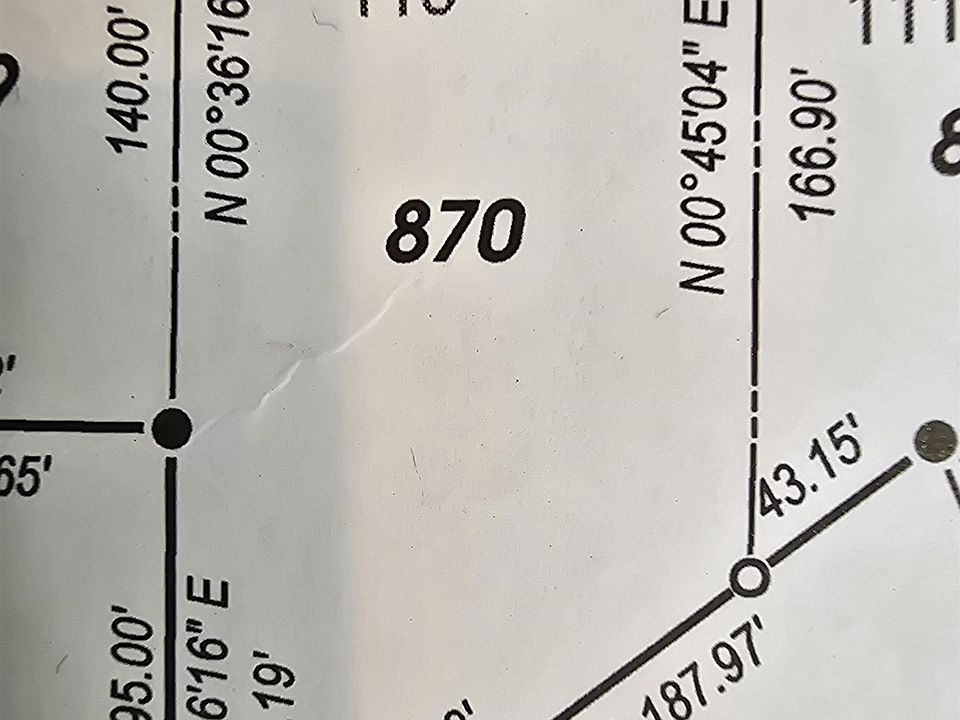 140.00'
N 00°36'16
870
N 00°45'04" E
166.90'
65'
43.15'
95.00'
6'16" E
19'
187.97'